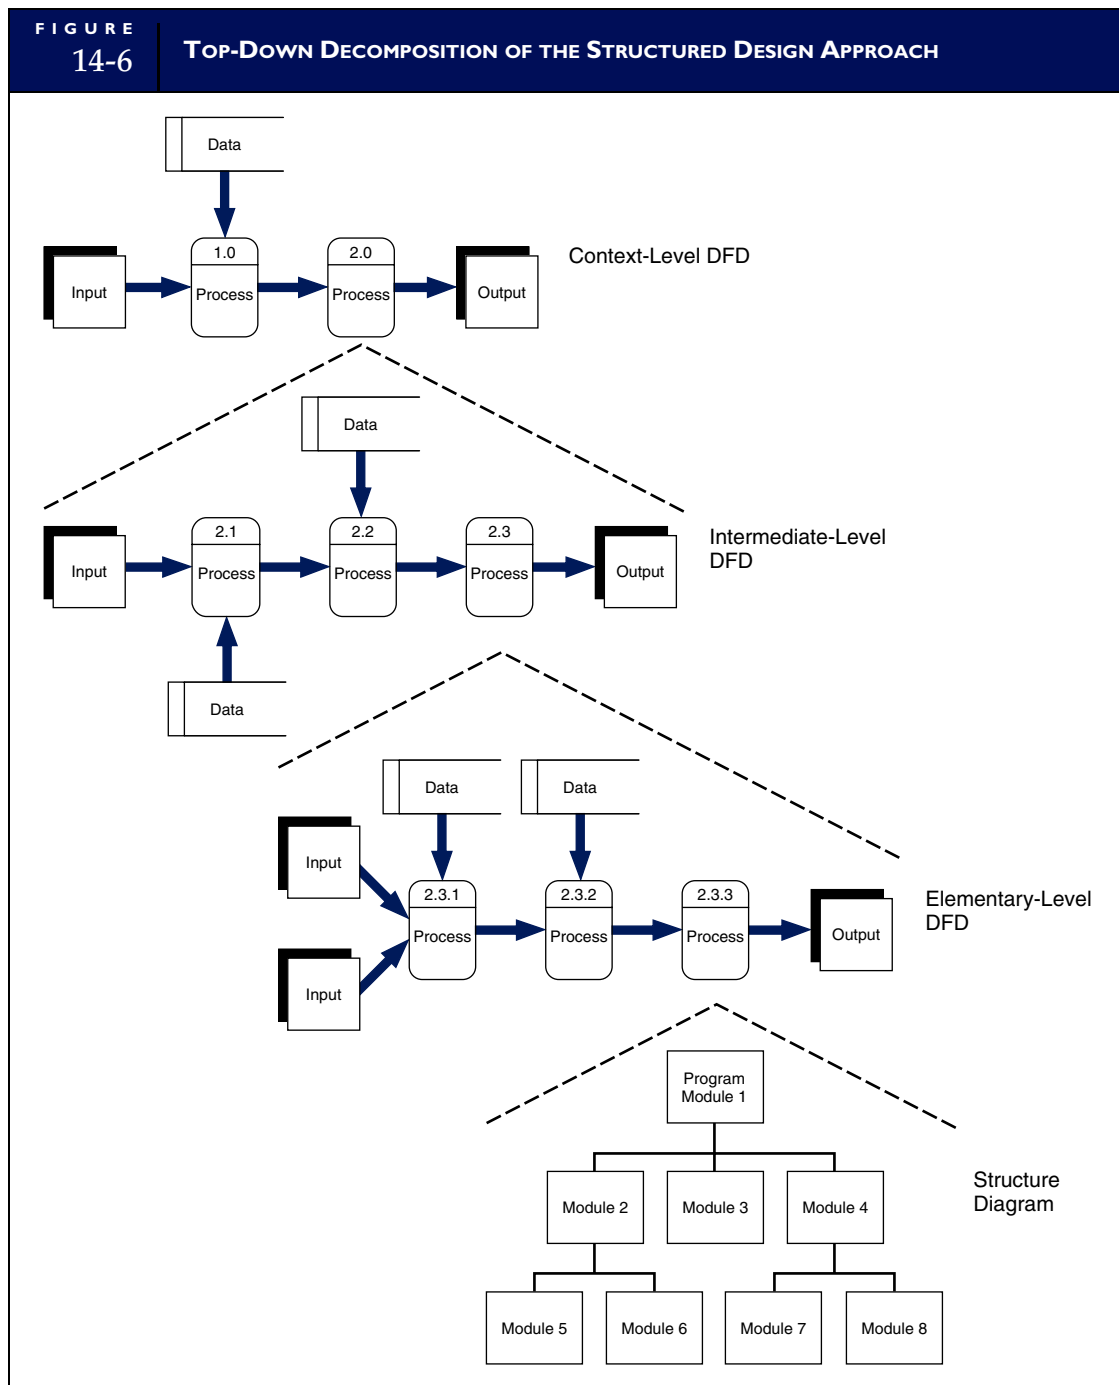 FIGURE
14-6
TOP-DOWN DECOMPOSITION OF THE STRUCTURED DESIGN APPROACH
Data
1.0
2.0
Context-Level DFD
Input
Process
Process
Output
Data
2.1
2.2
2.3
Intermediate-Level
DFD
Input
Process
Process
Process
Output
Data
Data
Data
Input
2.3.1
2.3.2
2.3.3
Elementary-Level
DFD
Process
Process
Process
Output
Input
Program
Module 1
Structure
Diagram
Module 2
Module 3
Module 4
Module 5
Module 6
Module 7
Module 8